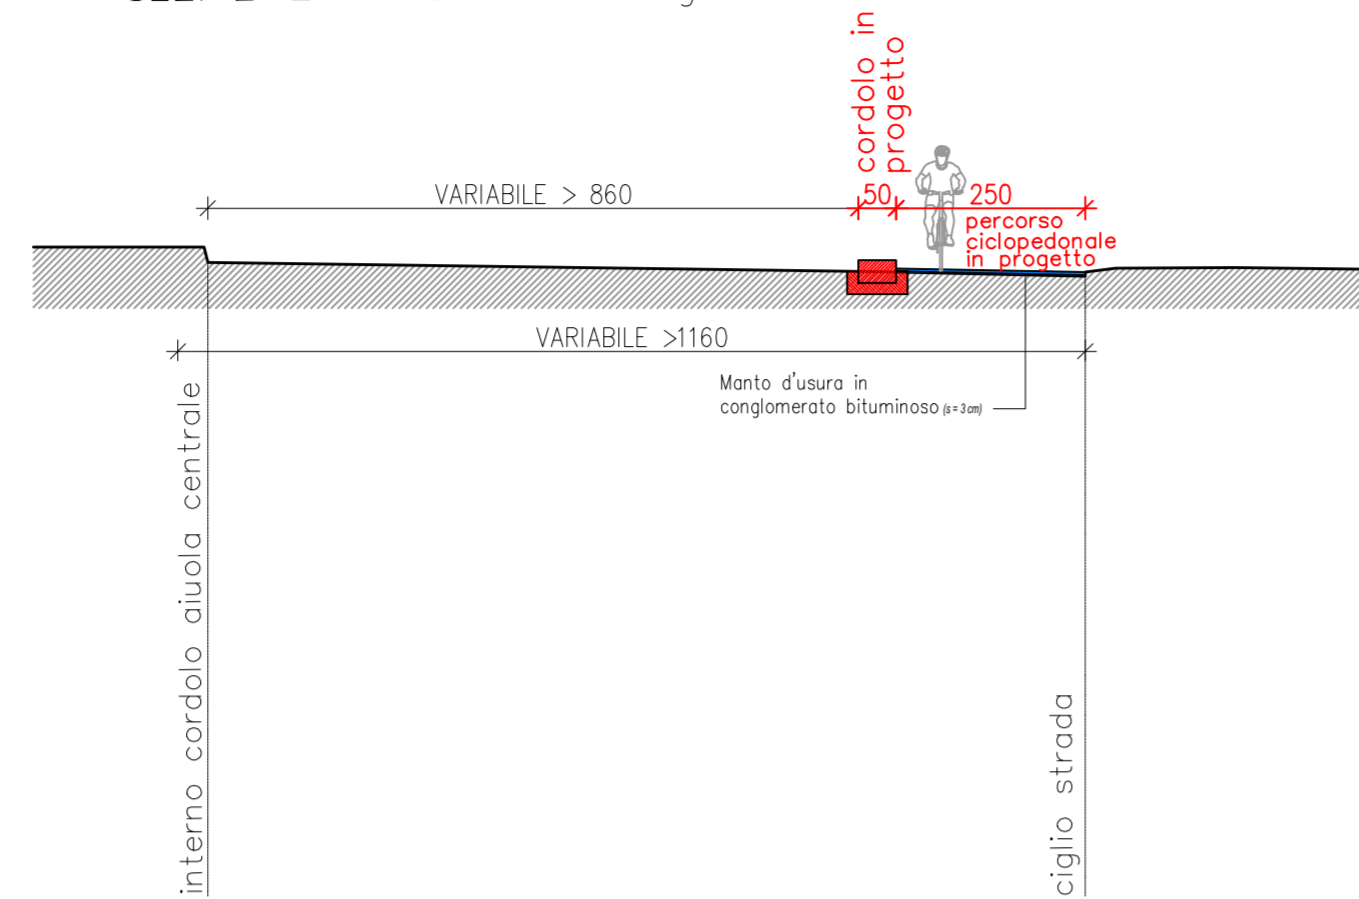 cordolo in
progetto
VARIABILE > 860
50
250
percorso
ciclopedonale
in progetto
VARIABILE >1160
Manto d'usura in
conglomerato bituminoso (s=3cm)
interno cordolo aiuola centrale
ciglio strada